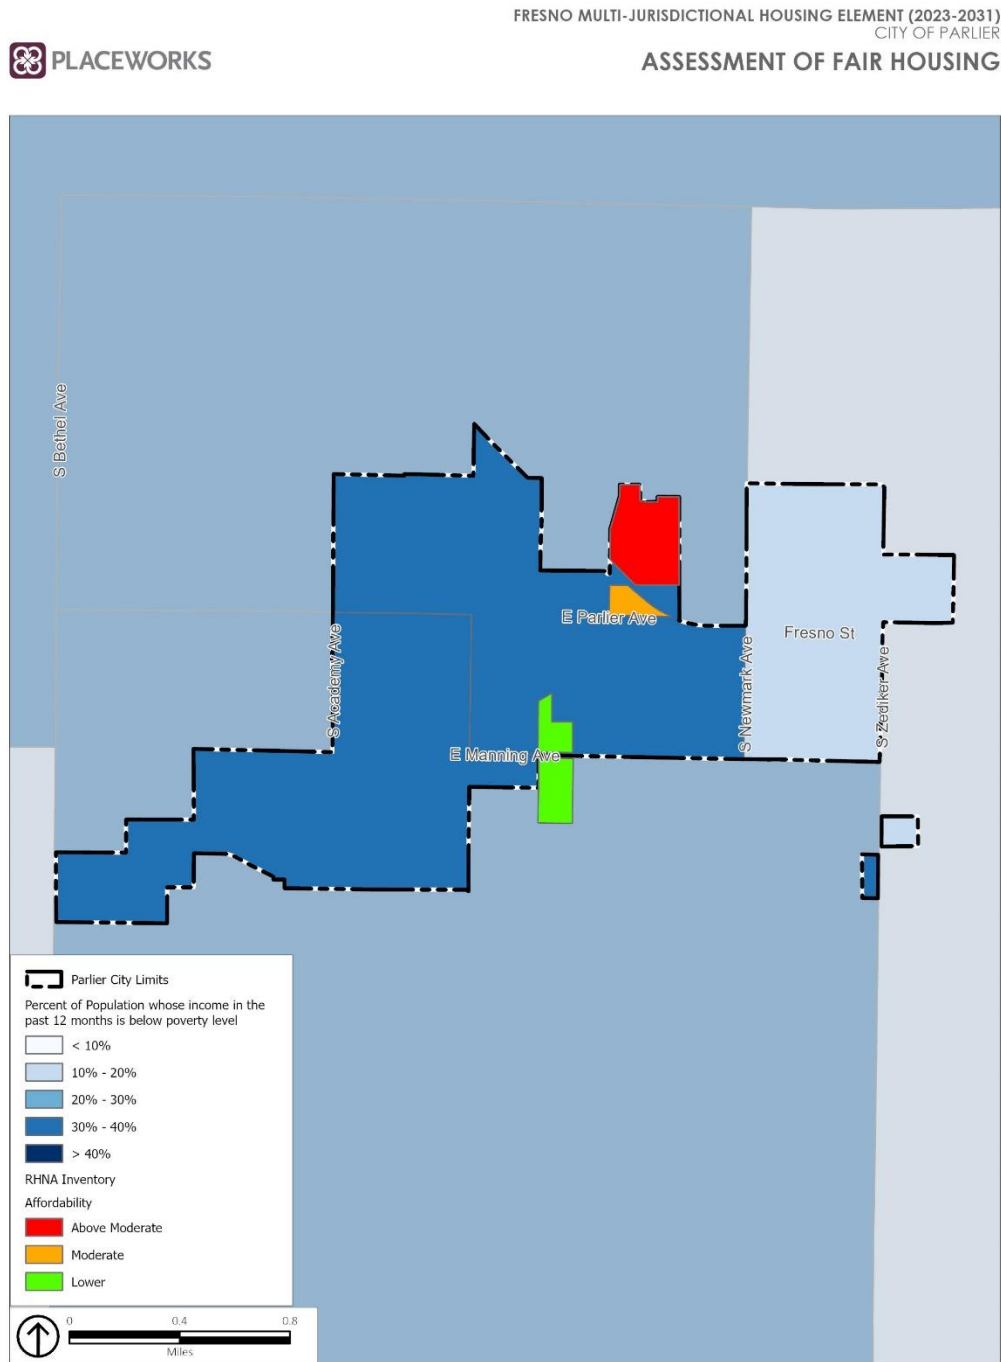 FRESNO MULTI-JURISDICTIONAL HOUSING ELEMENT (2023-2031)
CITY OF PARLIER
PLACEWORKS
ASSESSMENT OF FAIR HOUSING
S Bethel Ave
E Parlier Ave
Fresno St
S Academy Ave
S Newmark Ave
S Zediker Ave
E Manning Ave
Parlier City Limits
Percent of Population whose income in the
past 12 months is below poverty level
< 10%
10% - 20%
20% - 30%
30% - 40%
> 40%
RHNA Inventory
Affordability
Above Moderate
Moderate
Lower
0 0.4 0.8
Miles